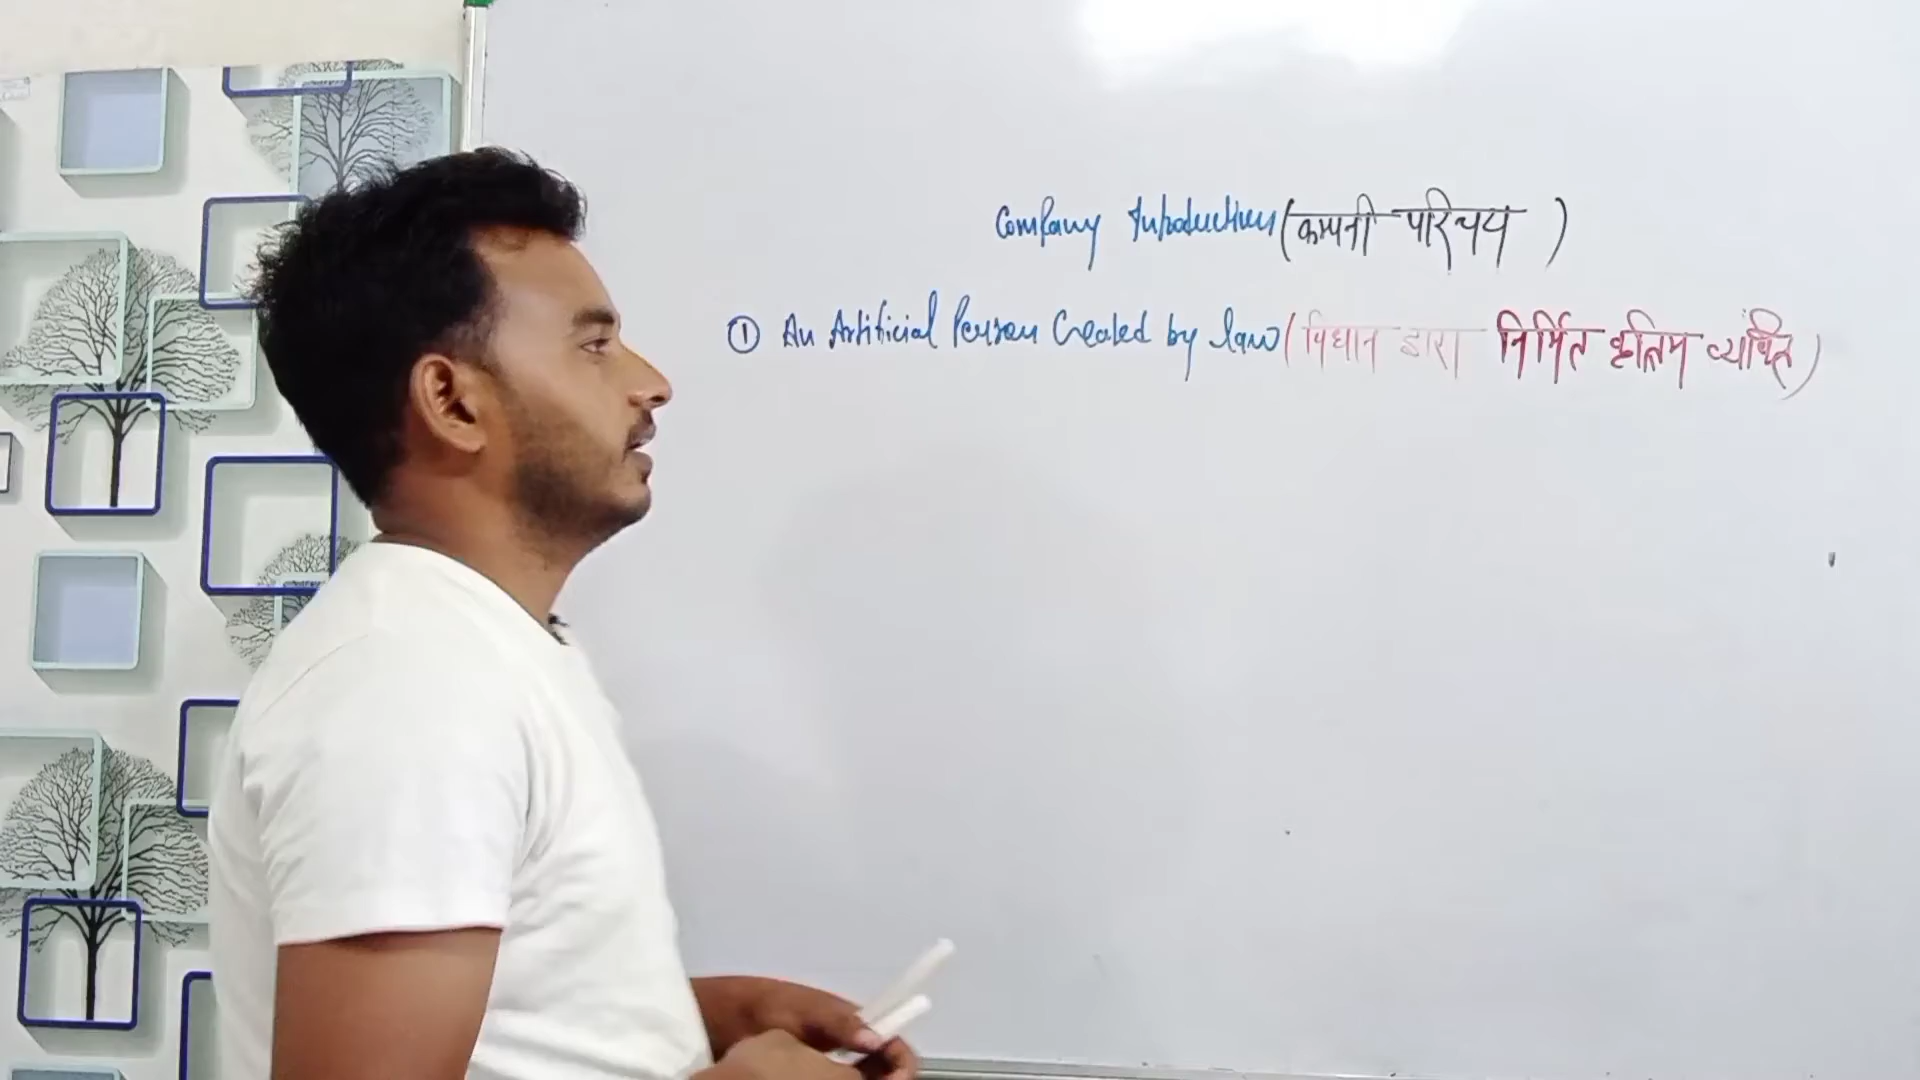 Company Introduction (कम्पनी परिचय )
① An Artificial Person Created by law (विधान द्वारा निर्मित कृत्रिम व्यक्ति)